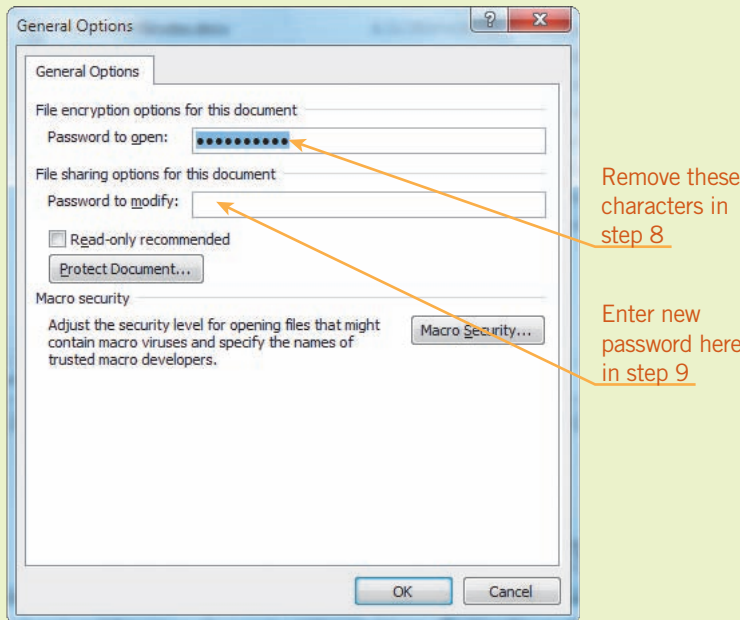 General Options
General Options
File encryption options for this document
Password to open:
●●●●●●●●●●
File sharing options for this document
Password to modify:
Read-only recommended
Protect Document...
Macro security
Adjust the security level for opening files that might
contain macro viruses and specify the names of
trusted macro developers.
Macro Security...
OK
Cancel
Remove these
characters in
step 8
Enter new
password here
in step 9